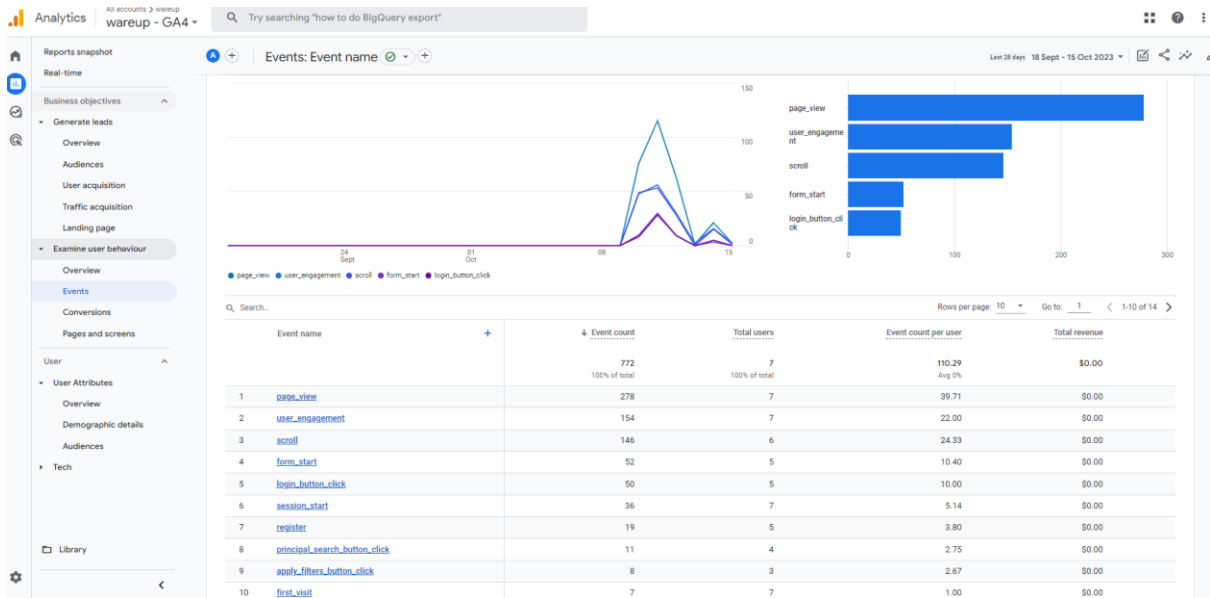 Analytics
All accounts > wareup
wareup - GA4
Try searching "how to do BigQuery export"
Reports snapshot
Real-time
Business objectives
Generate leads
Overview
Audiences
User acquisition
Traffic acquisition
Landing page
Examine user behaviour
Overview
Events
Conversions
Pages and screens
User
User Attributes
Overview
Demographic details
Audiences
Tech
Library
A
Events: Event name
Last 28 days 18 Sept - 15 Oct 2023
150
100
50
0
24
Sept
01
Oct
08
15
page_view user_engagement scroll form_start login_button_click
page_view
user_engageme
nt
scroll
form_start
login_button_cli
ck
0 100 200 300
Search...
Rows per page: 10 Go to: 1 1-10 of 14
Event name + Event count Total users Event count per user Total revenue
772 7 110.29 $0.00
100% of total 100% of total Avg 0%
1 page_view 278 7 39.71 $0.00
2 user_engagement 154 7 22.00 $0.00
3 scroll 146 6 24.33 $0.00
4 form_start 52 5 10.40 $0.00
5 login_button_click 50 5 10.00 $0.00
6 session_start 36 7 5.14 $0.00
7 register 19 5 3.80 $0.00
8 principal_search_button_click 11 4 2.75 $0.00
9 apply_filters_button_click 8 3 2.67 $0.00
10 first_visit 7 7 1.00 $0.00